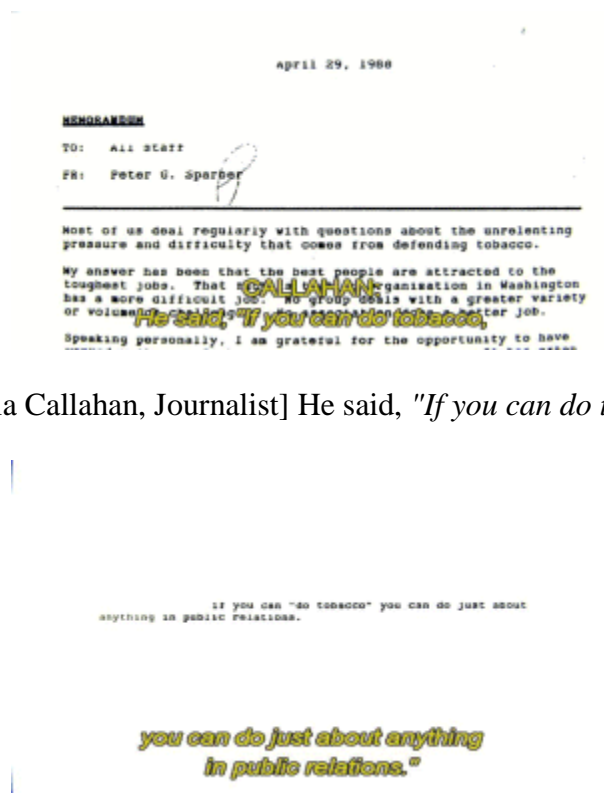 April 29, 1988
MEMORANDUM
TO: All staff
FR: Peter G. Sparber
Most of us deal regularly with questions about the unrelenting
pressure and difficulty that comes from defending tobacco.
My answer has been that the best people are attracted to the
toughest jobs. That organization in Washington
CALLAHAN:
has a more difficult job. No group deals with a greater variety
or job.
He said, "If you can do tobacco,
Speaking personally, I am grateful for the opportunity to have
la Callahan, Journalist] He said, "If you can do t
If you can "do tobacco" you can do just about
anything in public relations.
you can do just about anything
in public relations."